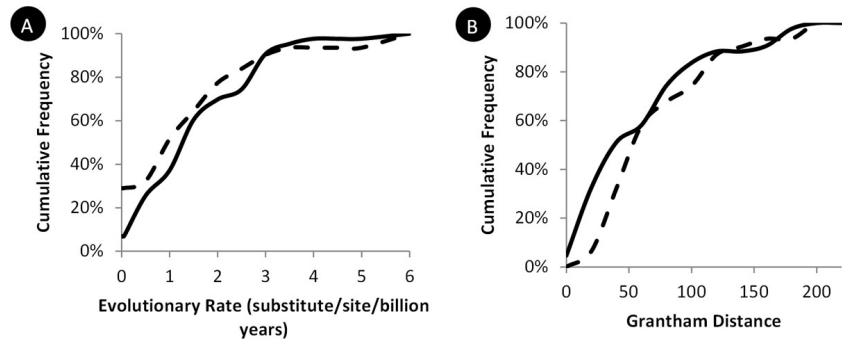 A
Cumulative Frequency
100%
80%
60%
40%
20%
0%
0 1 2 3 4 5 6
Evolutionary Rate (substitute/site/billion
years)
B
Cumulative Frequency
100%
80%
60%
40%
20%
0%
0 50 100 150 200
Grantham Distance